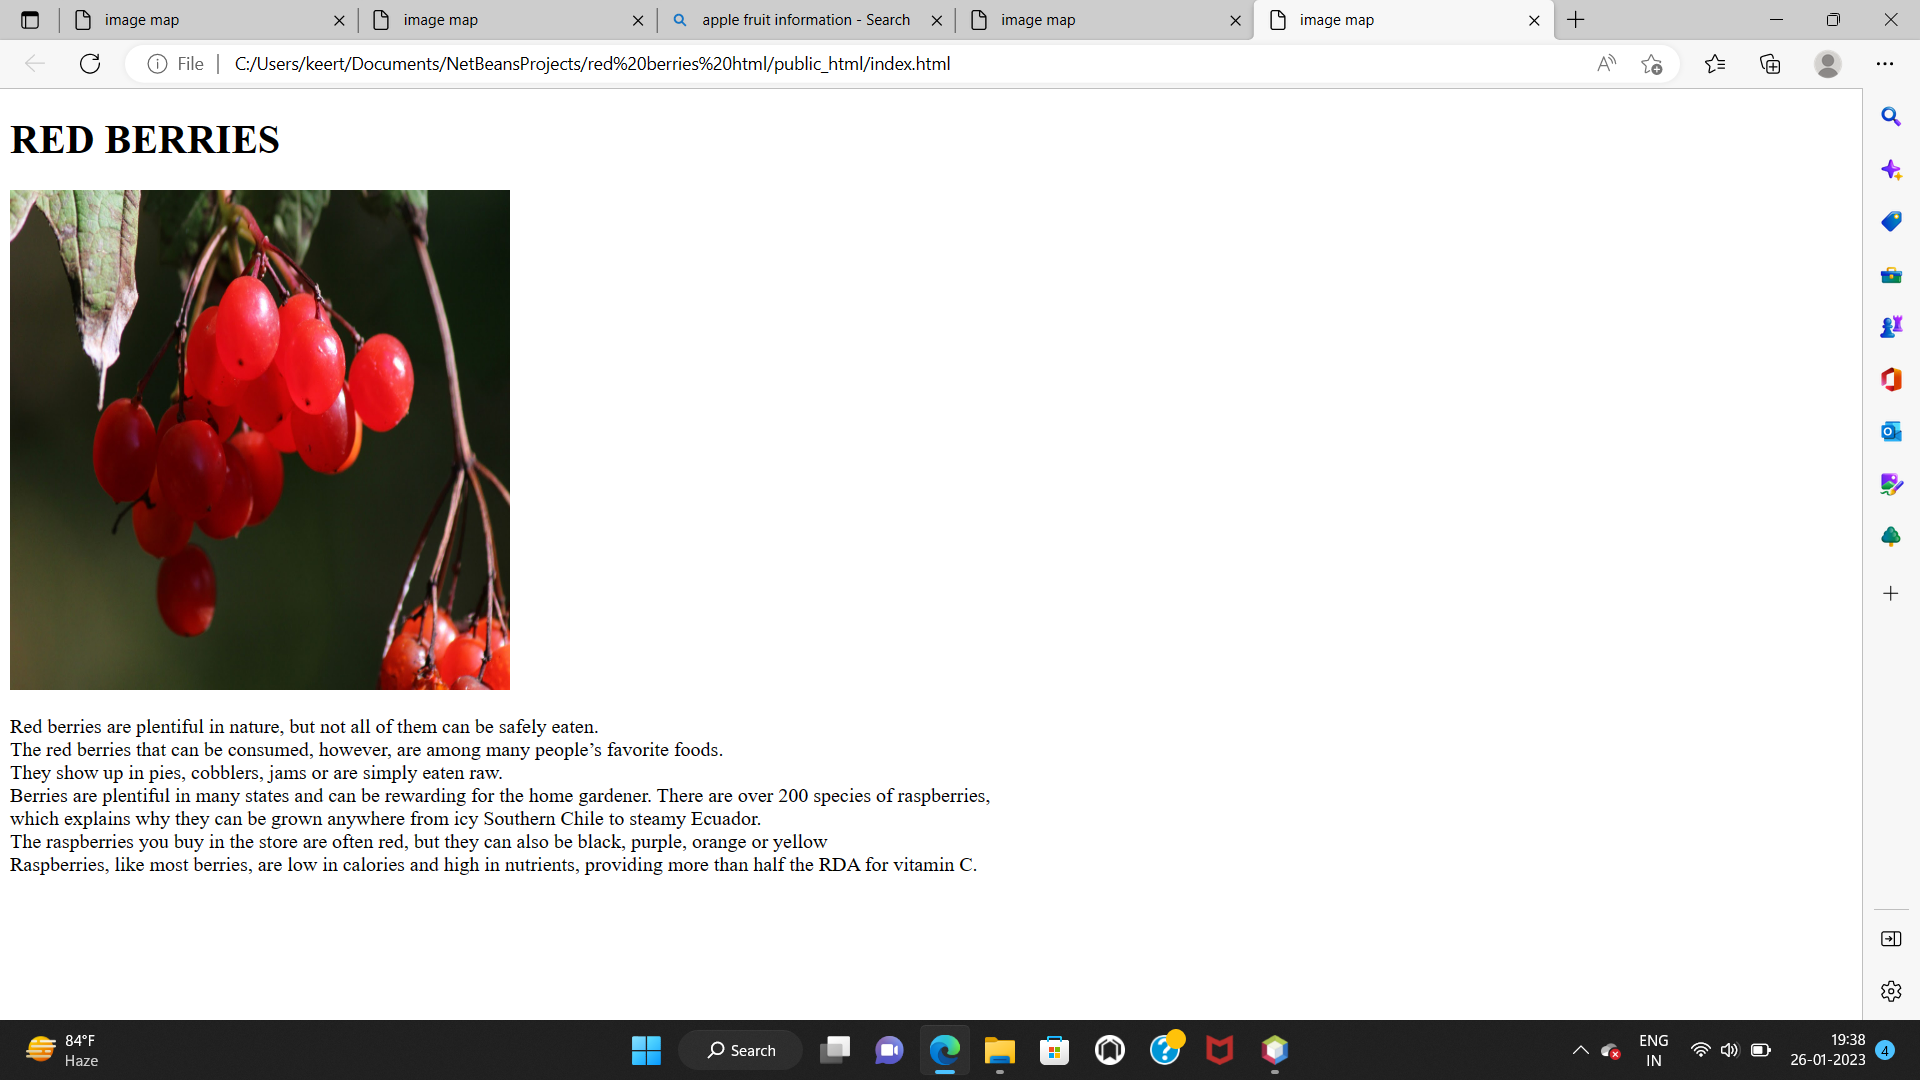 image map
image map
apple fruit information - Search
image map
image map
File
C:/Users/keert/Documents/NetBeansProjects/red%20berries%20html/public_html/index.html
RED BERRIES
Red berries are plentiful in nature, but not all of them can be safely eaten.
The red berries that can be consumed, however, are among many people’s favorite foods.
They show up in pies, cobblers, jams or are simply eaten raw.
Berries are plentiful in many states and can be rewarding for the home gardener. There are over 200 species of raspberries,
which explains why they can be grown anywhere from icy Southern Chile to steamy Ecuador.
The raspberries you buy in the store are often red, but they can also be black, purple, orange or yellow
Raspberries, like most berries, are low in calories and high in nutrients, providing more than half the RDA for vitamin C.
84°F
Haze
Search
ENG
IN
19:38
26-01-2023
4